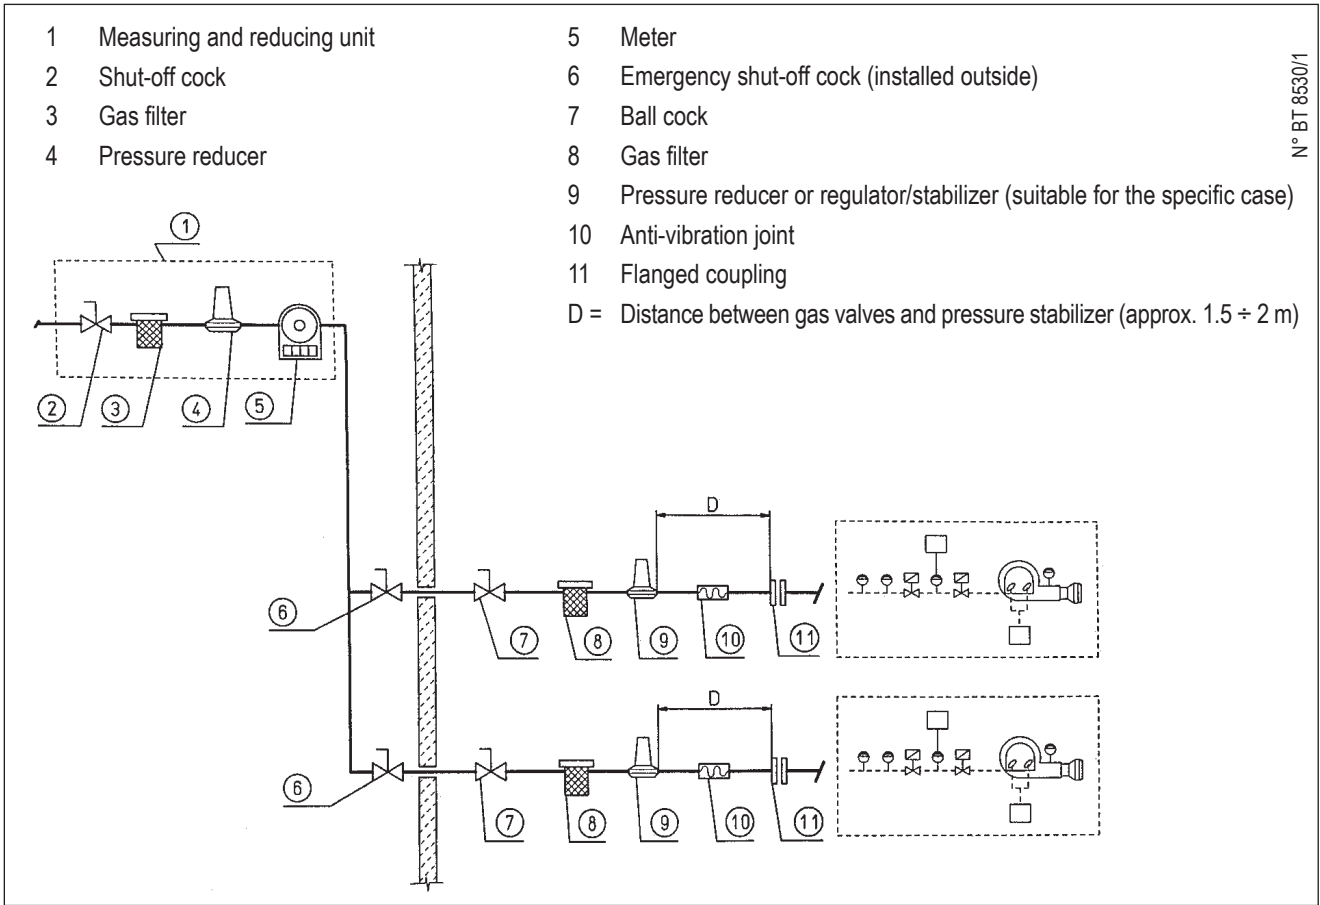 1 Measuring and reducing unit
2 Shut-off cock
3 Gas filter
4 Pressure reducer
5 Meter
6 Emergency shut-off cock (installed outside)
7 Ball cock
8 Gas filter
9 Pressure reducer or regulator/stabilizer (suitable for the specific case)
10 Anti-vibration joint
11 Flanged coupling
D = Distance between gas valves and pressure stabilizer (approx. 1.5 ÷ 2 m)
N° BT 8530/1
1
2 3 4 5
D
6 7 8 9 10 11
D
6 7 8 9 10 11